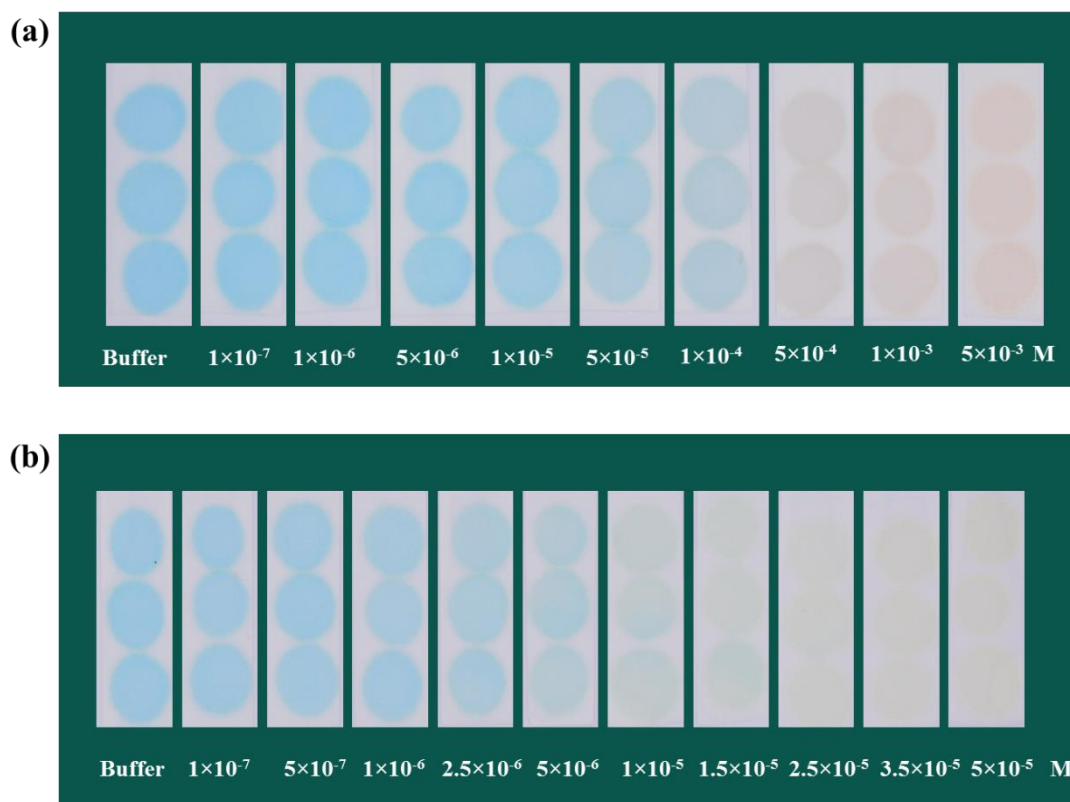 (a)
Buffer 1×10⁻⁷ 1×10⁻⁶ 5×10⁻⁶ 1×10⁻⁵ 5×10⁻⁵ 1×10⁻⁴ 5×10⁻⁴ 1×10⁻³ 5×10⁻³ M
(b)
Buffer 1×10⁻⁷ 5×10⁻⁷ 1×10⁻⁶ 2.5×10⁻⁶ 5×10⁻⁶ 1×10⁻⁵ 1.5×10⁻⁵ 2.5×10⁻⁵ 3.5×10⁻⁵ 5×10⁻⁵ M